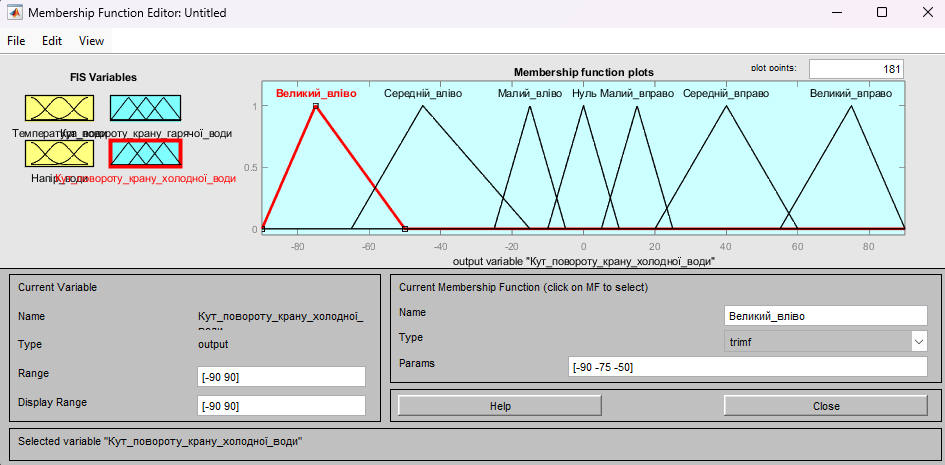 Membership Function Editor: Untitled
File Edit View
FIS Variables
Температура_води
Кут_повороту_крану_гарячої_води
Напір_води
Кут_повороту_крану_холодної_води
Membership function plots
plot points: 181
Великий_вліво Середній_вліво Малий_вліво Нуль Малий_вправо Середній_вправо Великий_вправо
1
0.5
0
-80 -60 -40 -20 0 20 40 60 80
output variable "Кут_повороту_крану_холодної_води"
Current Variable
Name Кут_повороту_крану_холодної_
води
Type output
Range [-90 90]
Display Range [-90 90]
Current Membership Function (click on MF to select)
Name Великий_вліво
Type trimf
Params [-90 -75 -50]
Help Close
Selected variable "Кут_повороту_крану_холодної_води"